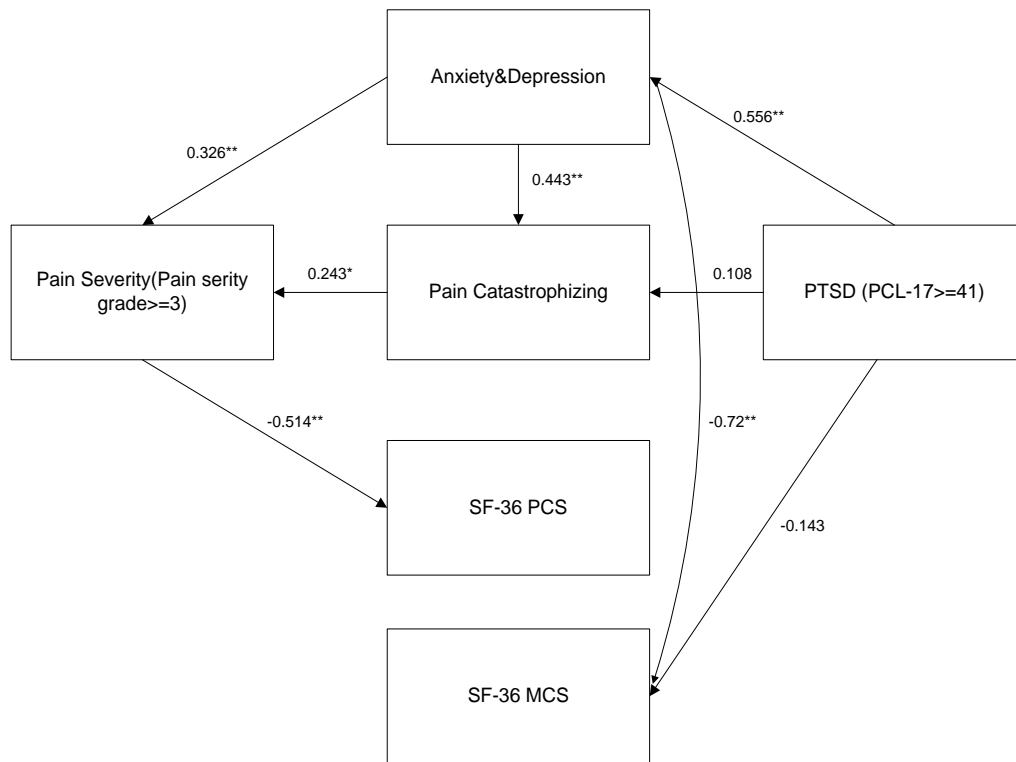 Anxiety&Depression
0.556**
0.326**
0.443**
Pain Severity(Pain serity
grade>=3)
0.243*
Pain Catastrophizing
0.108
PTSD (PCL-17>=41)
-0.514**
-0.72**
SF-36 PCS
-0.143
SF-36 MCS